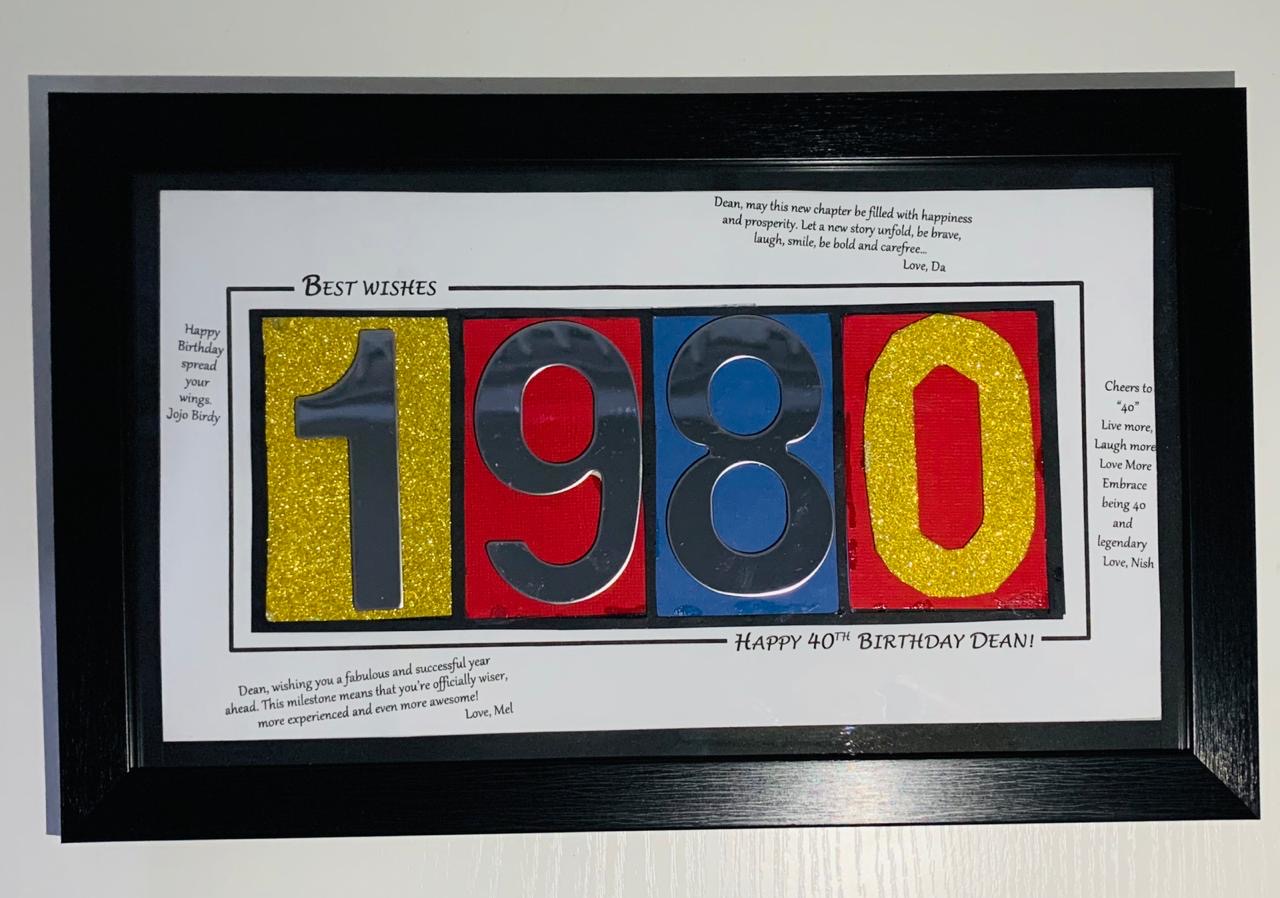 Dean, may this new chapter be filled with happiness
and prosperity. Let a new story unfold, be brave,
laugh, smile, be bold and carefree...
Love, Da
BEST WISHES
Happy
Birthday
spread
your
wings.
Jojo Birdy
1980
Cheers to
“40”
Live more,
Laugh more
Love More
Embrace
being 40
and
legendary
Love, Nish
HAPPY 40TH BIRTHDAY DEAN!
Dean, wishing you a fabulous and successful year
ahead. This milestone means that you're officially wiser,
more experienced and even more awesome!
Love, Mel